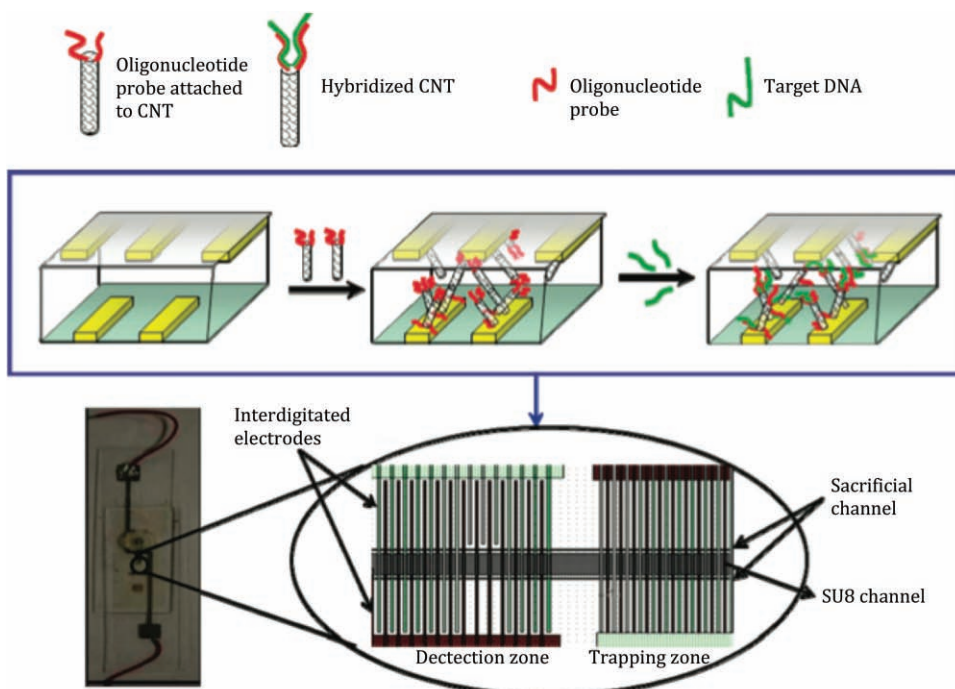 Oligonucleotide
probe attached
to CNT
Hybridized CNT
Oligonucleotide
probe
Target DNA
Interdigitated
electrodes
Sacrificial
channel
SU8 channel
Dectection zone
Trapping zone